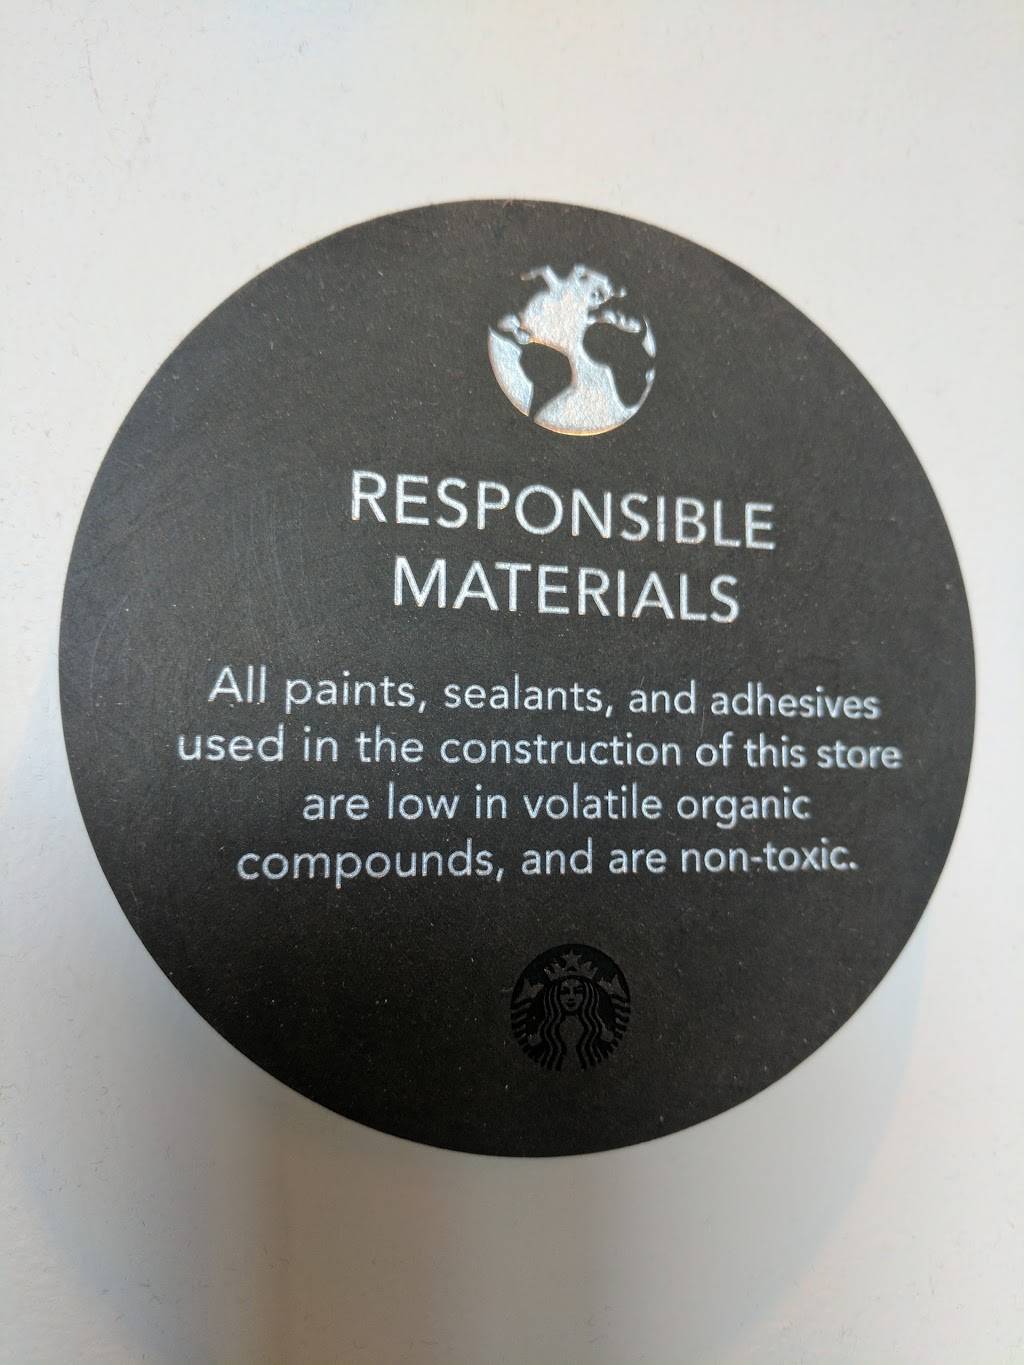 RESPONSIBLE
MATERIALS
All paints, sealants, and adhesives
used in the construction of this store
are low in volatile organic
compounds, and are non-toxic.